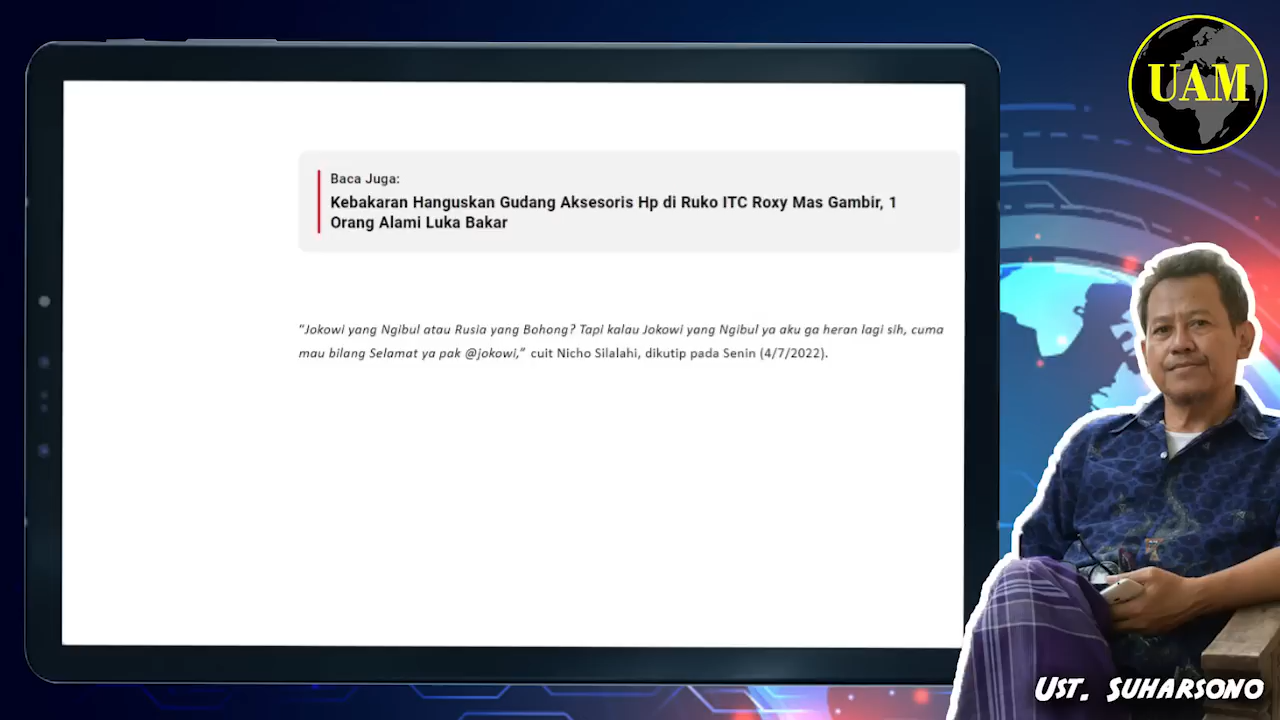 UAM
Baca Juga:
Kebakaran Hanguskan Gudang Aksesoris Hp di Ruko ITC Roxy Mas Gambir, 1
Orang Alami Luka Bakar
“Jokowi yang Ngibul atau Rusia yang Bohong? Tapi kalau Jokowi yang Ngibul ya aku ga heran lagi sih, cuma
mau bilang Selamat ya pak @jokowi,” cuit Nicho Silalahi, dikutip pada Senin (4/7/2022).
UST. SUHARSONO